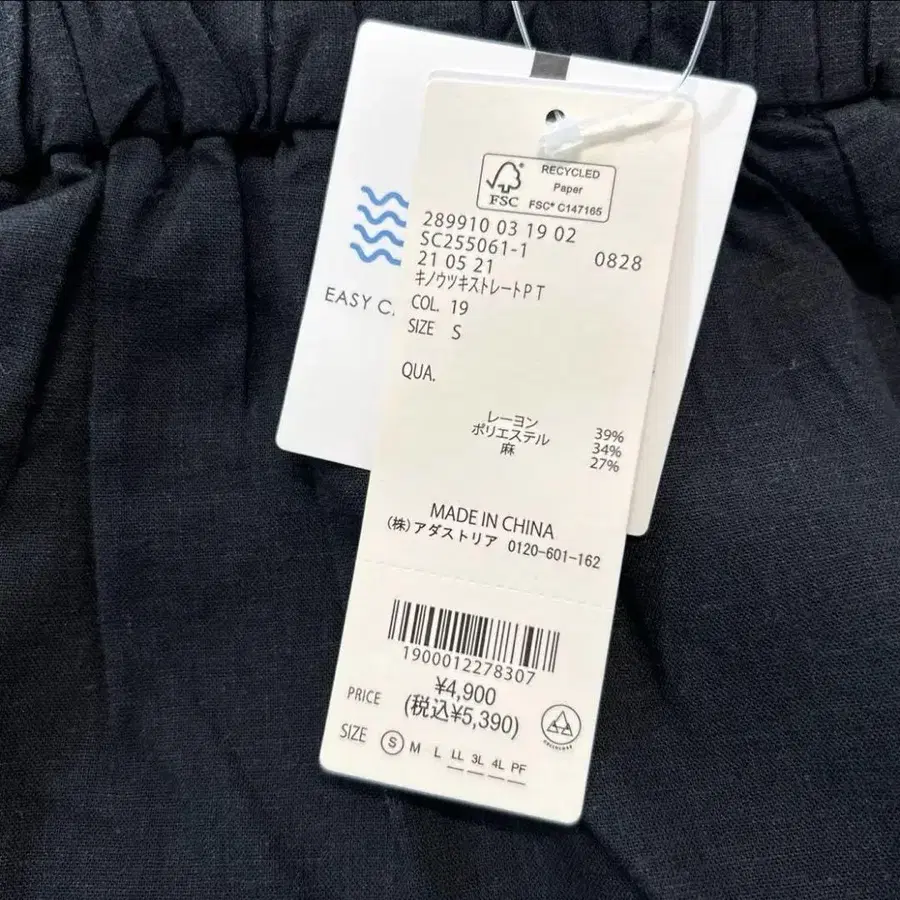 RECYCLED
Paper
FSC® C147165
FSC
289910 03 19 02
SC255061-1
0828
21 05 21
ｷﾉｳﾂｷｽﾄﾚｰﾄPT
COL. 19
SIZE S
QUA.
レーヨン 39%
ポリエステル 34%
麻 27%
MADE IN CHINA
(株)アダストリア 0120-601-162
1900012278307
PRICE ¥4,900
(税込¥5,390)
SIZE S M L LL 3L 4L PF
EASY